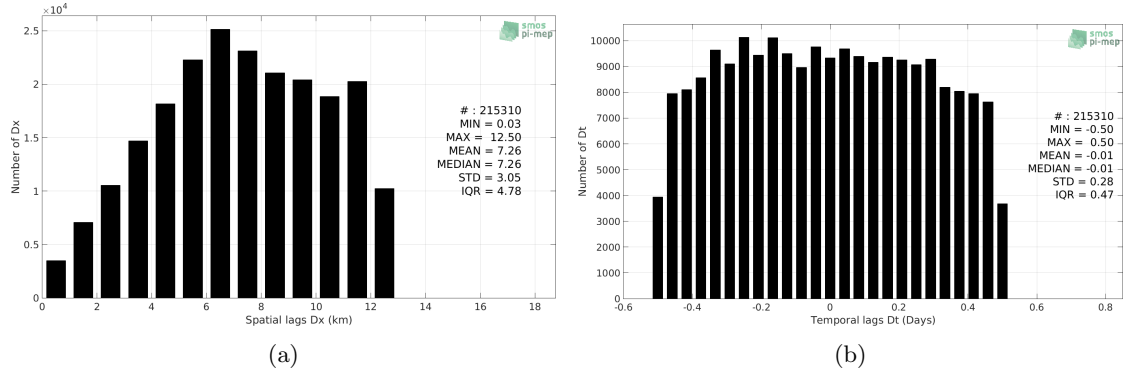 ×10⁴
2.5
2
1.5
1
0.5
0
0 2 4 6 8 10 12 14 16 18
Number of Dx
Spatial lags Dx (km)
smos
pi-mep
# : 215310
MIN = 0.03
MAX = 12.50
MEAN = 7.26
MEDIAN = 7.26
STD = 3.05
IQR = 4.78
(a)
10000
9000
8000
7000
6000
5000
4000
3000
2000
1000
0
-0.6 -0.4 -0.2 0 0.2 0.4 0.6 0.8
Number of Dt
Temporal lags Dt (Days)
smos
pi-mep
# : 215310
MIN = -0.50
MAX = 0.50
MEAN = -0.01
MEDIAN = -0.01
STD = 0.28
IQR = 0.47
(b)